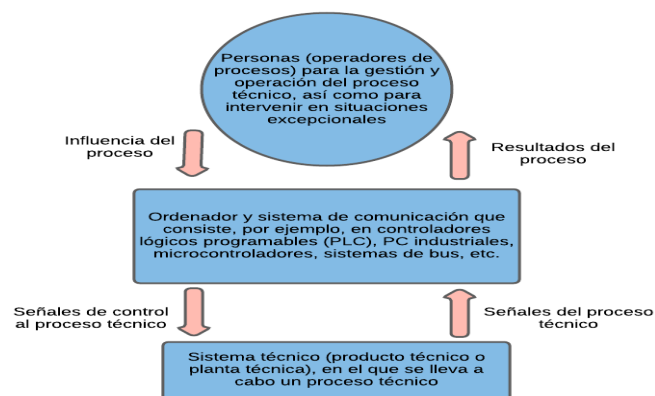 Personas (operadores de
procesos) para la gestión y
operación del proceso
técnico, así como para
intervenir en situaciones
excepcionales
Influencia del
proceso
Resultados del
proceso
Ordenador y sistema de comunicación que
consiste, por ejemplo, en controladores
lógicos programables (PLC), PC industriales,
microcontroladores, sistemas de bus, etc.
Señales de control
al proceso técnico
Señales del proceso
técnico
Sistema técnico (producto técnico o
planta técnica), en el que se lleva a
cabo un proceso técnico